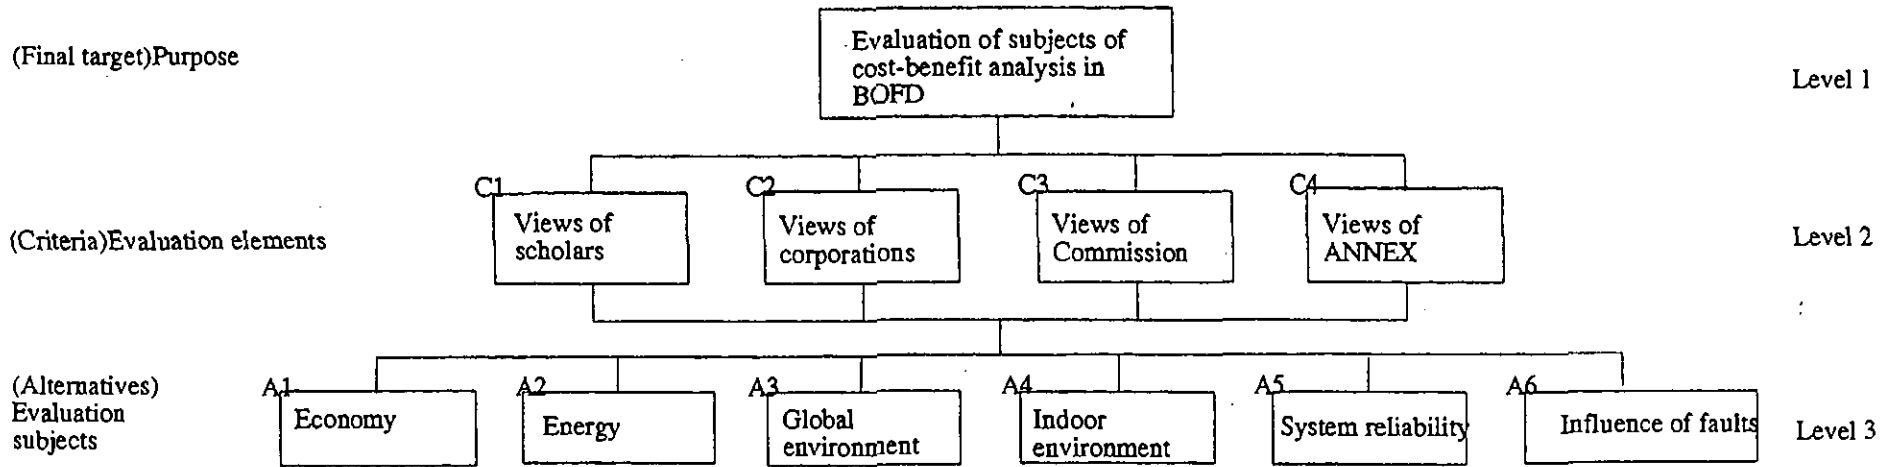 (Final target)Purpose
Evaluation of subjects of
cost-benefit analysis in
BOFD
Level 1
C1
Views of
scholars
C2
Views of
corporations
C3
Views of
Commission
C4
Views of
ANNEX
(Criteria)Evaluation elements
Level 2
(Alternatives)
Evaluation
subjects
A1
Economy
A2
Energy
A3
Global
environment
A4
Indoor
environment
A5
System reliability
A6
Influence of faults
Level 3